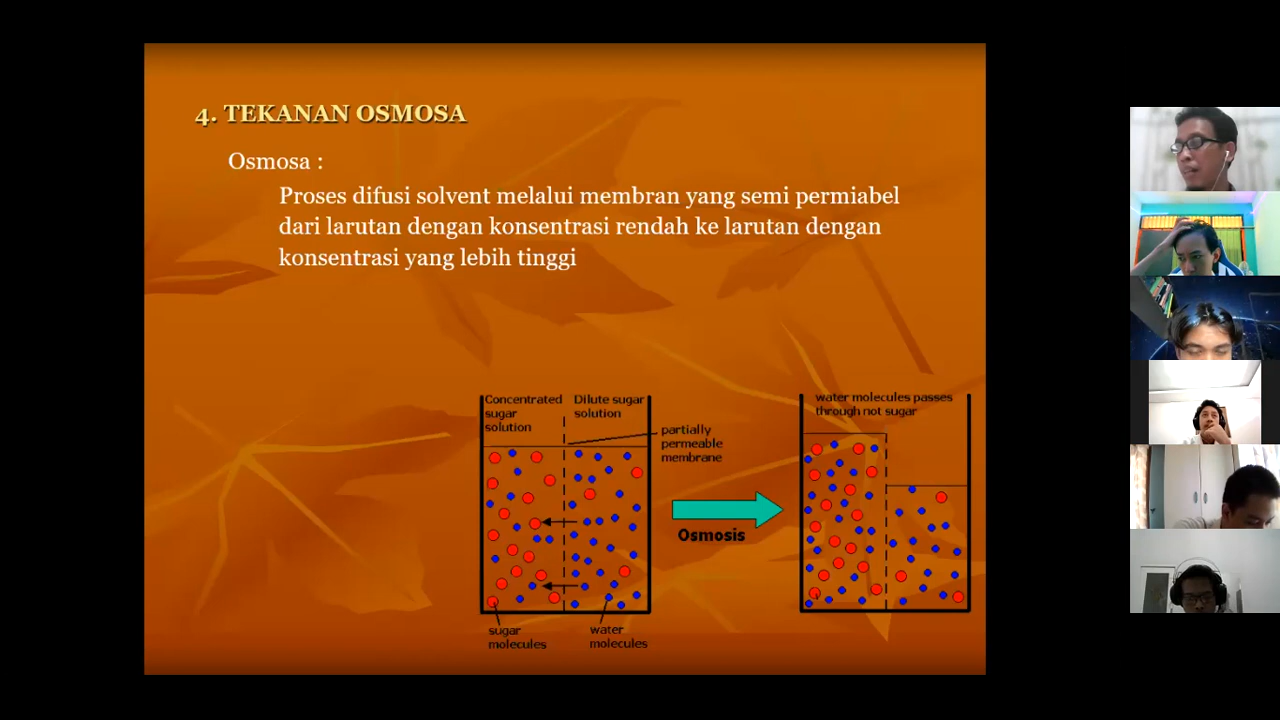 4. TEKANAN OSMOSA
Osmosa :
Proses difusi solvent melalui membran yang semi permiabel
dari larutan dengan konsentrasi rendah ke larutan dengan
konsentrasi yang lebih tinggi
Concentrated
sugar
solution
Dilute sugar
solution
partially
permeable
membrane
sugar
molecules
water
molecules
Osmosis
water molecules passes
through not sugar